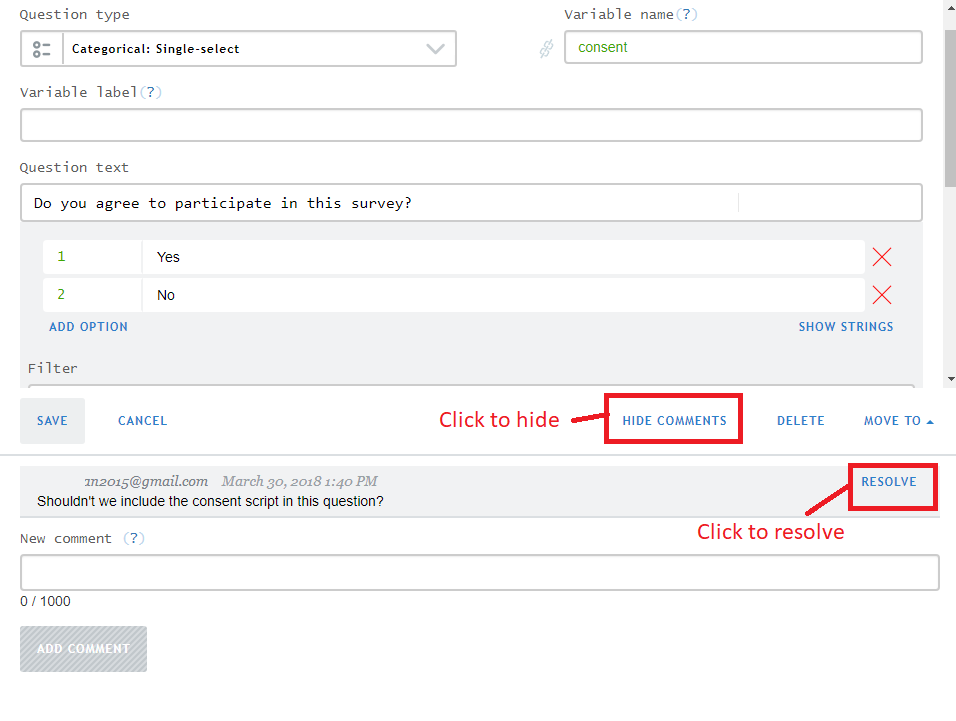 Question type
Variable name(?)
Categorical: Single-select
consent
Variable label(?)
Question text
Do you agree to participate in this survey?
1 Yes
2 No
ADD OPTION
SHOW STRINGS
Filter
SAVE
CANCEL
Click to hide
HIDE COMMENTS
DELETE
MOVE TO
1n2015@gmail.com March 30, 2018 1:40 PM
RESOLVE
Shouldn't we include the consent script in this question?
Click to resolve
New comment (?)
0 / 1000
ADD COMMENT